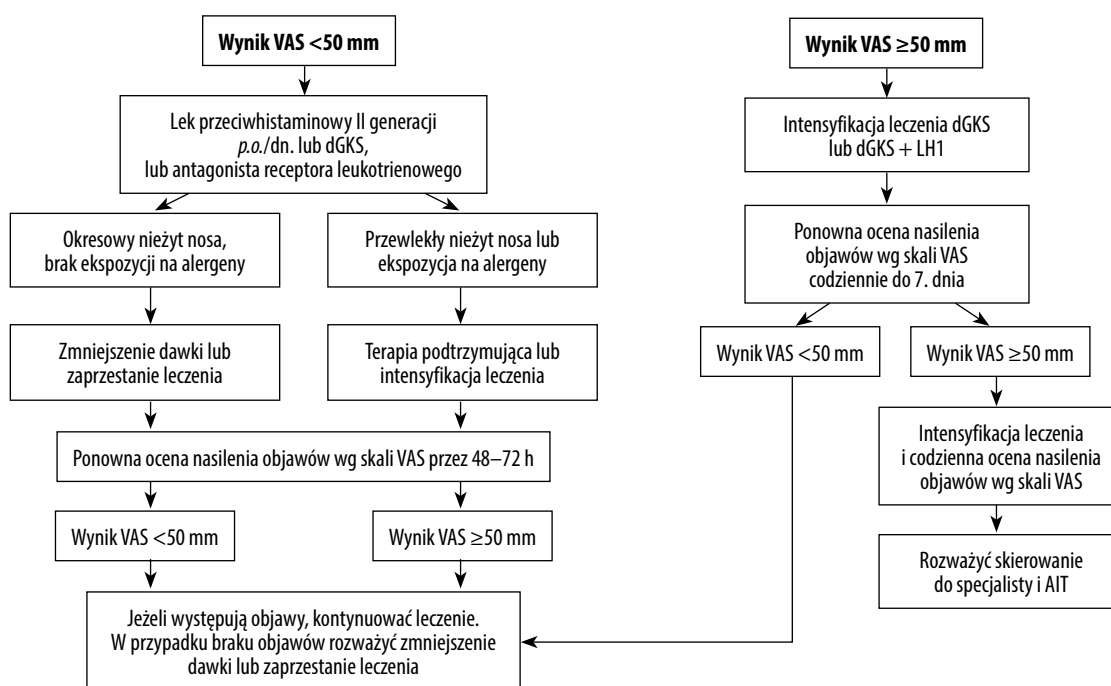 Wynik VAS <50 mm
Lek przeciwhistaminowy II generacji
p.o./dn. lub dGKS,
lub antagonista receptora leukotrienowego
Okresowy nieżyt nosa,
brak ekspozycji na alergeny
Przewlekły nieżyt nosa lub
ekspozycja na alergeny
Zmniejszenie dawki lub
zaprzestanie leczenia
Terapia podtrzymująca lub
intensyfikacja leczenia
Ponowna ocena nasilenia objawów wg skali VAS przez 48–72 h
Wynik VAS <50 mm
Wynik VAS ≥50 mm
Jeżeli występują objawy, kontynuować leczenie.
W przypadku braku objawów rozważyć zmniejszenie
dawki lub zaprzestanie leczenia
Wynik VAS ≥50 mm
Intensyfikacja leczenia dGKS
lub dGKS + LH1
Ponowna ocena nasilenia
objawów wg skali VAS
codziennie do 7. dnia
Wynik VAS <50 mm
Wynik VAS ≥50 mm
Intensyfikacja leczenia
i codzienna ocena nasilenia
objawów wg skali VAS
Rozważyć skierowanie
do specjalisty i AIT